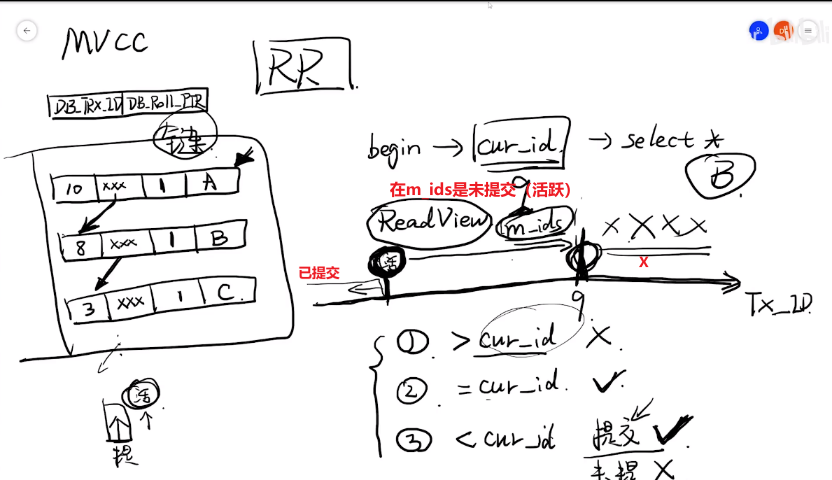 MVCC
RR
DB_TRX_ID DB_Roll_PTR
10 xxx 1 A
8 xxx 1 B
3 xxx 1 C
活
提
begin → cur_id → select *
B
9
在m_ids是未提交（活跃）
ReadView m_ids X X X X
活
已提交
X
9
TX_ID
① > cur_id X
② = cur_id ✓
③ < cur_id 提交 ✓
未提 X